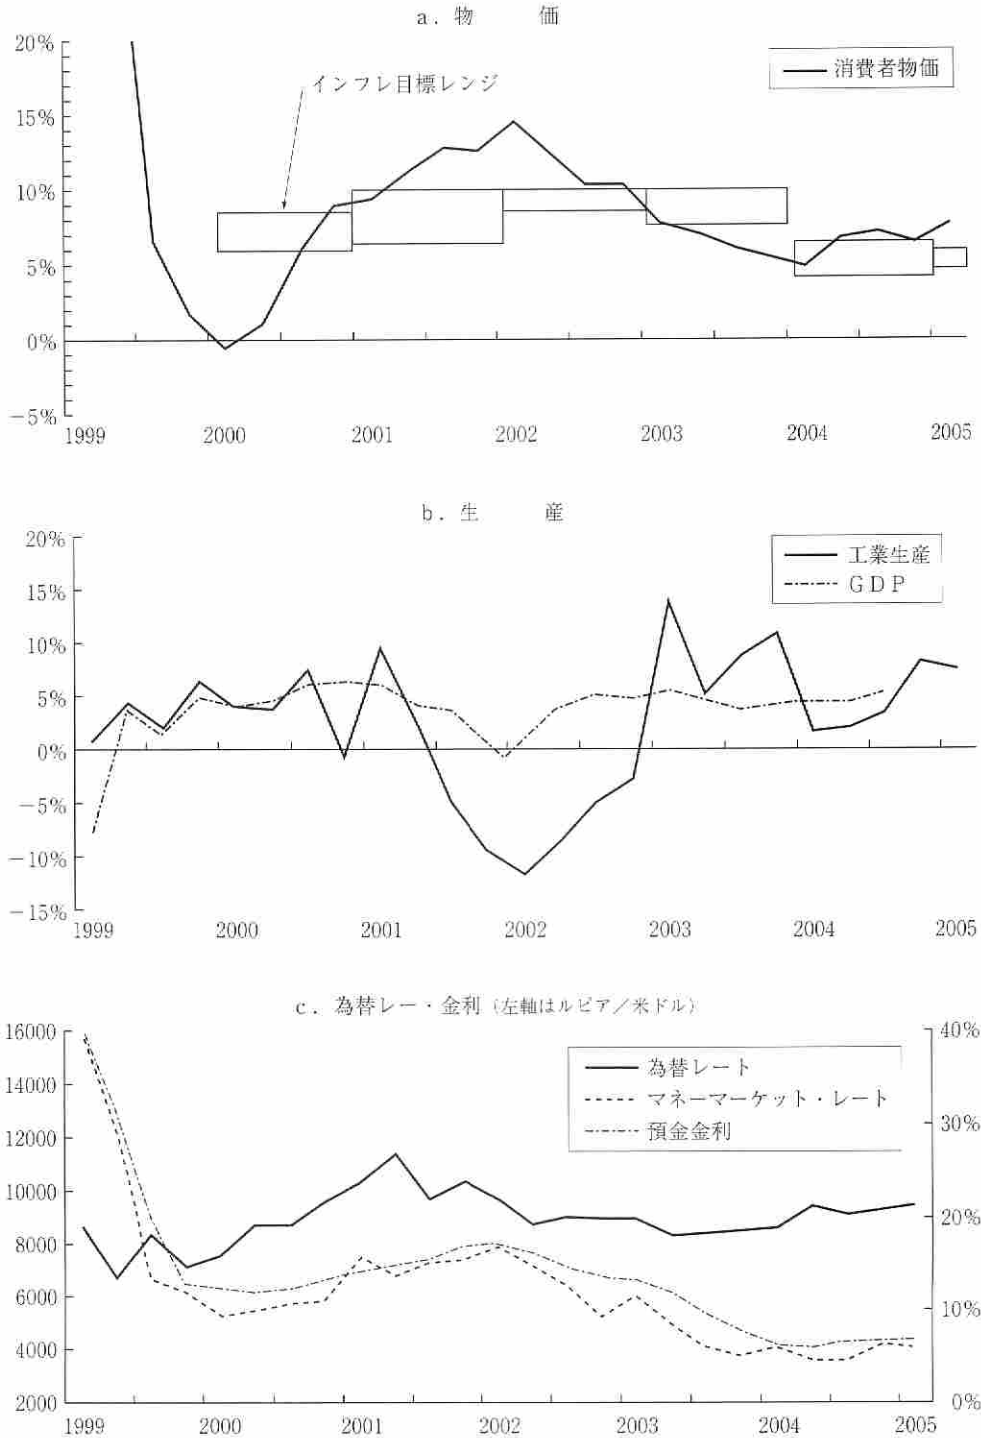 a．物　　価
20%
15%
10%
5%
0%
－5%
インフレ目標レンジ
消費者物価
1999 2000 2001 2002 2003 2004 2005
b．生　　産
20%
15%
10%
5%
0%
－5%
－10%
－15%
工業生産
ＧＤＰ
1999 2000 2001 2002 2003 2004 2005
c．為替レー・金利（左軸はルピア／米ドル）
16000
14000
12000
10000
8000
6000
4000
2000
為替レート
マネーマーケット・レート
預金金利
40%
30%
20%
10%
0%
1999 2000 2001 2002 2003 2004 2005